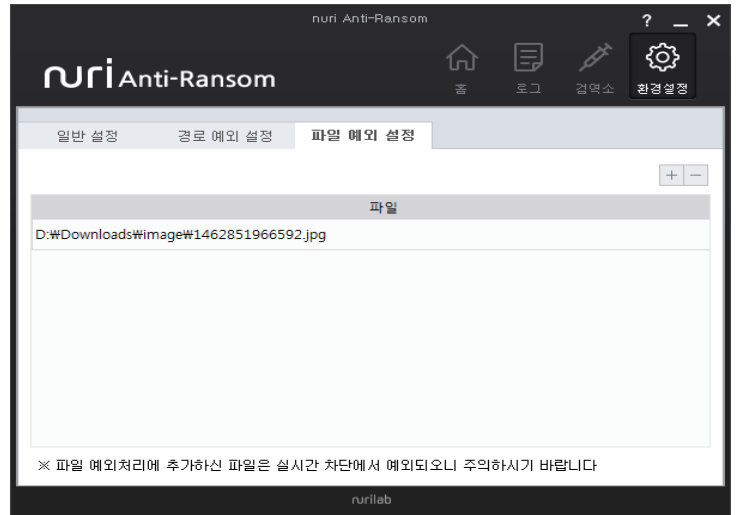 nuri Anti-Ransom
? _ ×
nuri Anti-Ransom
홈 로그 검역소 환경설정
일반 설정 경로 예외 설정 파일 예외 설정
+ −
파일
D:₩Downloads₩image₩1462851966592.jpg
※ 파일 예외처리에 추가하신 파일은 실시간 차단에서 예외되오니 주의하시기 바랍니다
nurilab